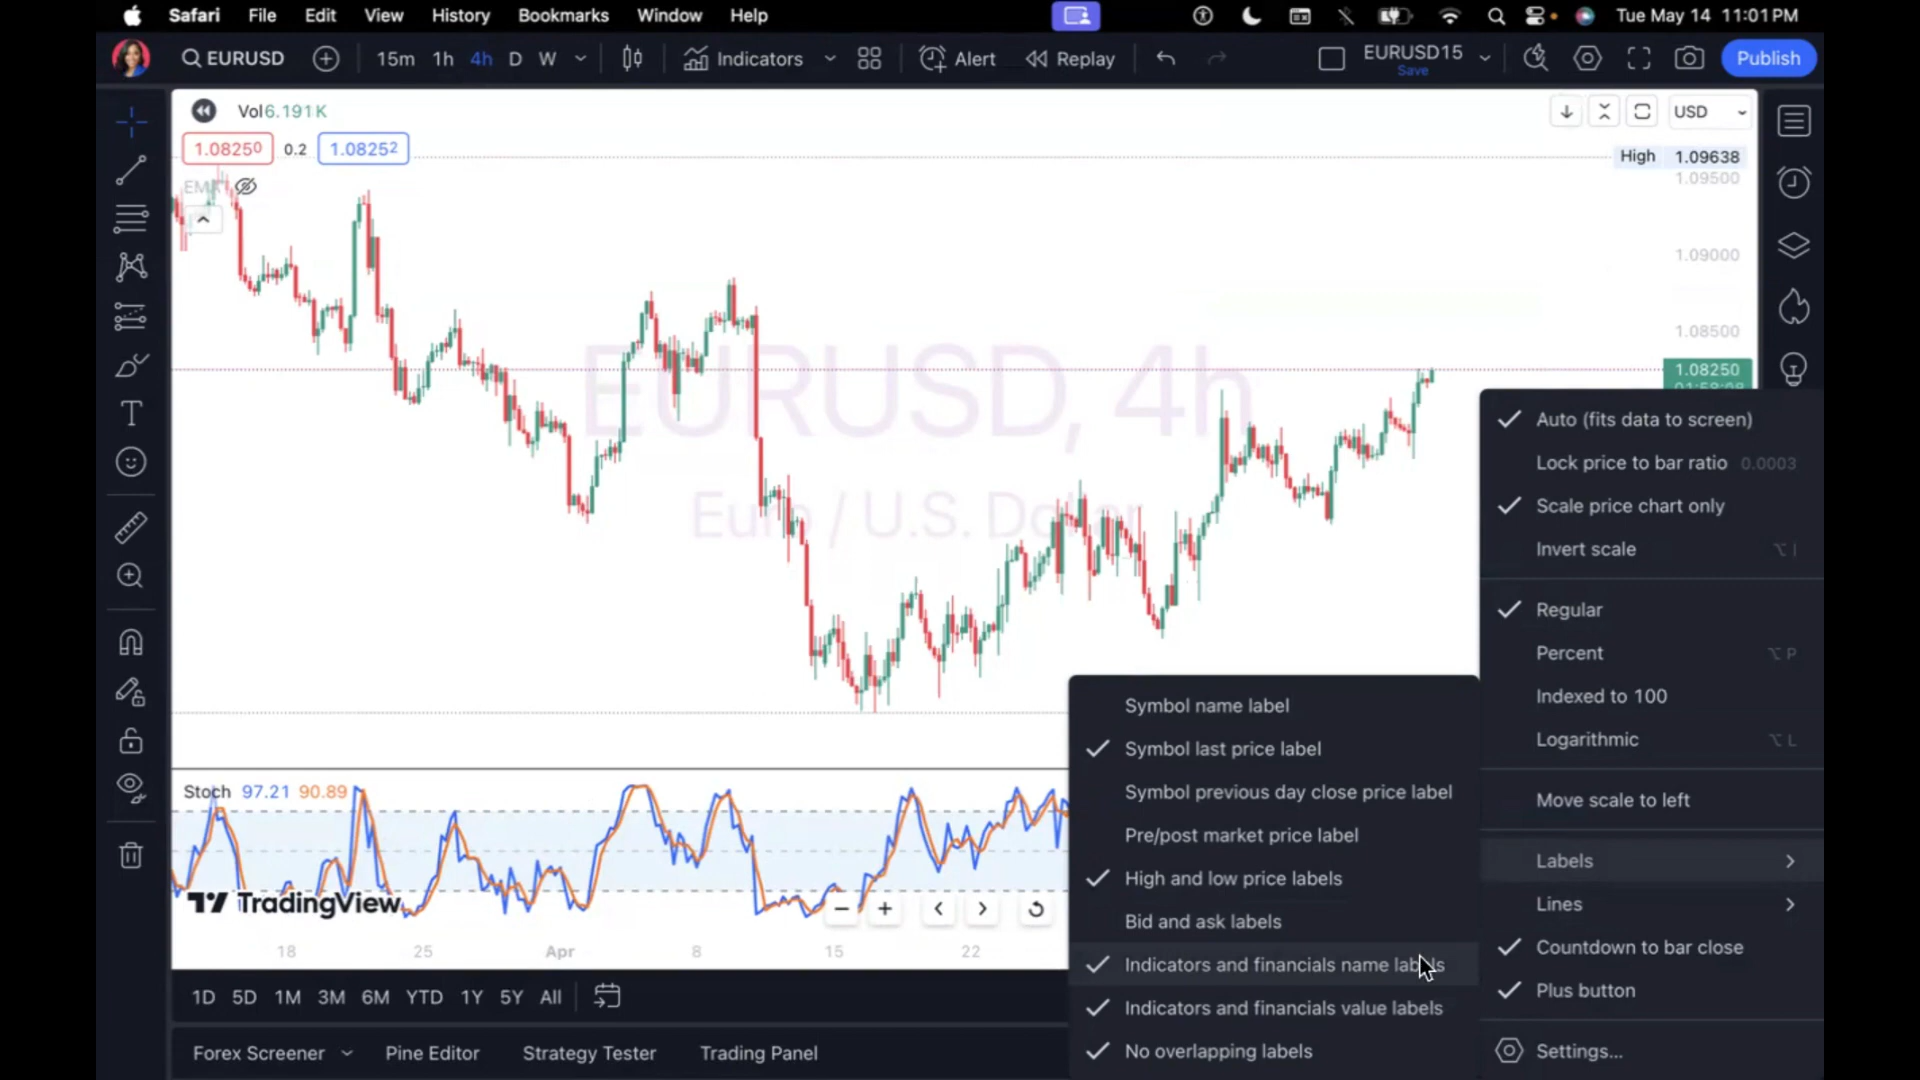 Safari File Edit View History Bookmarks Window Help Tue May 14 11:01 PM
EURUSD 15m 1h 4h D W Indicators Alert Replay EURUSD15 Publish
Save
Vol 6.191K USD
1.08250 0.2 1.08252
High 1.09638
1.09500
1.09000
1.08500
1.08250
EURUSD, 4h
Euro / U.S. Dollar
Auto (fits data to screen)
Lock price to bar ratio 0.0003
Scale price chart only
Invert scale ⌥ I
Regular
Percent ⌥ P
Indexed to 100
Logarithmic ⌥ L
Move scale to left
Labels
Lines
Countdown to bar close
Plus button
Settings...
Symbol name label
Symbol last price label
Symbol previous day close price label
Pre/post market price label
High and low price labels
Bid and ask labels
Indicators and financials name labels
Indicators and financials value labels
No overlapping labels
Stoch 97.21 90.89
TradingView
18 25 Apr 8 15 22
1D 5D 1M 3M 6M YTD 1Y 5Y All
Forex Screener Pine Editor Strategy Tester Trading Panel